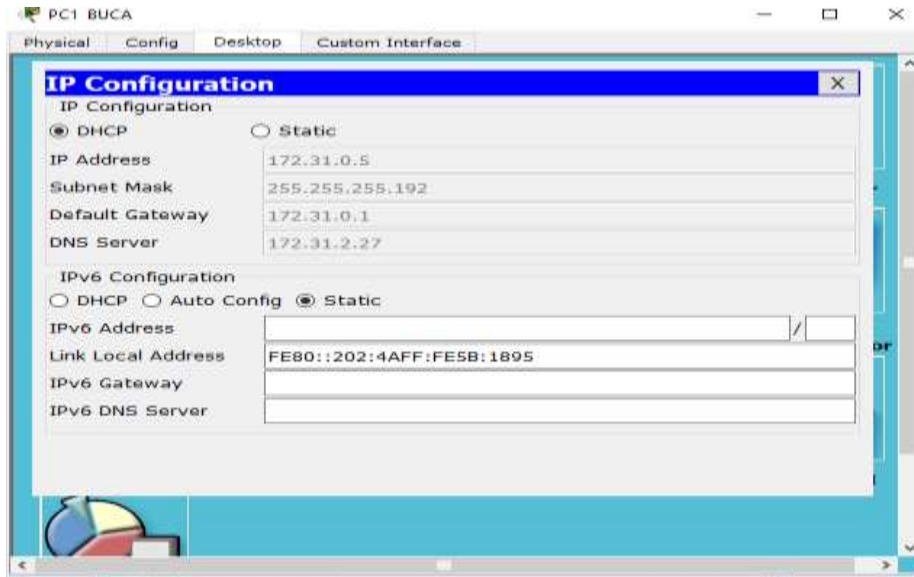 PC1 BUCA
Physical Config Desktop Custom Interface
IP Configuration
X
IP Configuration
DHCP Static
IP Address 172.31.0.5
Subnet Mask 255.255.255.192
Default Gateway 172.31.0.1
DNS Server 172.31.2.27
IPv6 Configuration
DHCP Auto Config Static
IPv6 Address /
Link Local Address FE80::202:4AFF:FE5B:1895
IPv6 Gateway
IPv6 DNS Server
or